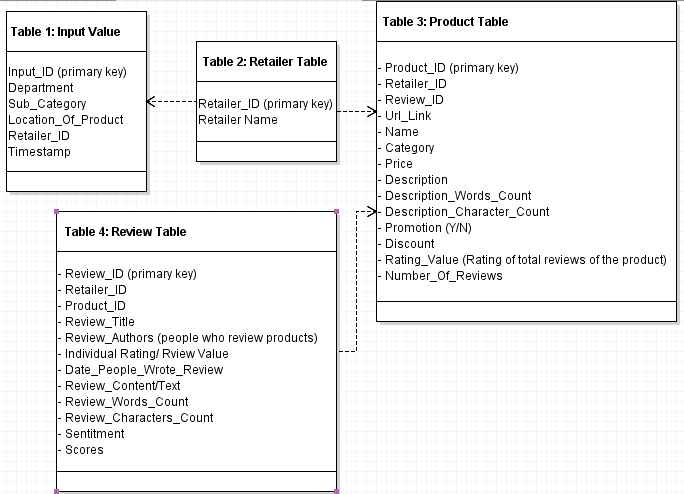 Table 1: Input Value
Input_ID (primary key)
Department
Sub_Category
Location_Of_Product
Retailer_ID
Timestamp
Table 2: Retailer Table
Retailer_ID (primary key)
Retailer Name
Table 3: Product Table
- Product_ID (primary key)
- Retailer_ID
- Review_ID
- Url_Link
- Name
- Category
- Price
- Description
- Description_Words_Count
- Description_Character_Count
- Promotion (Y/N)
- Discount
- Rating_Value (Rating of total reviews of the product)
- Number_Of_Reviews
Table 4: Review Table
- Review_ID (primary key)
- Retailer_ID
- Product_ID
- Review_Title
- Review_Authors (people who review products)
- Individual Rating/ Rview Value
- Date_People_Wrote_Review
- Review_Content/Text
- Review_Words_Count
- Review_Characters_Count
- Sentitment
- Scores